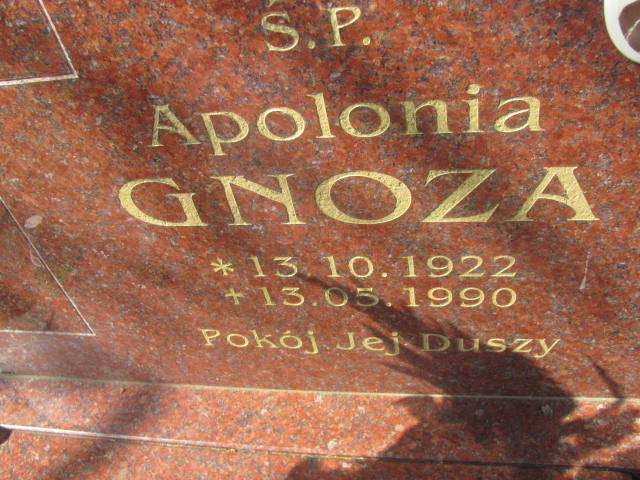 Ś.P.
Apolonia
GNOZA
* 13.10.1922
+ 13.05.1990
Pokój Jej Duszy